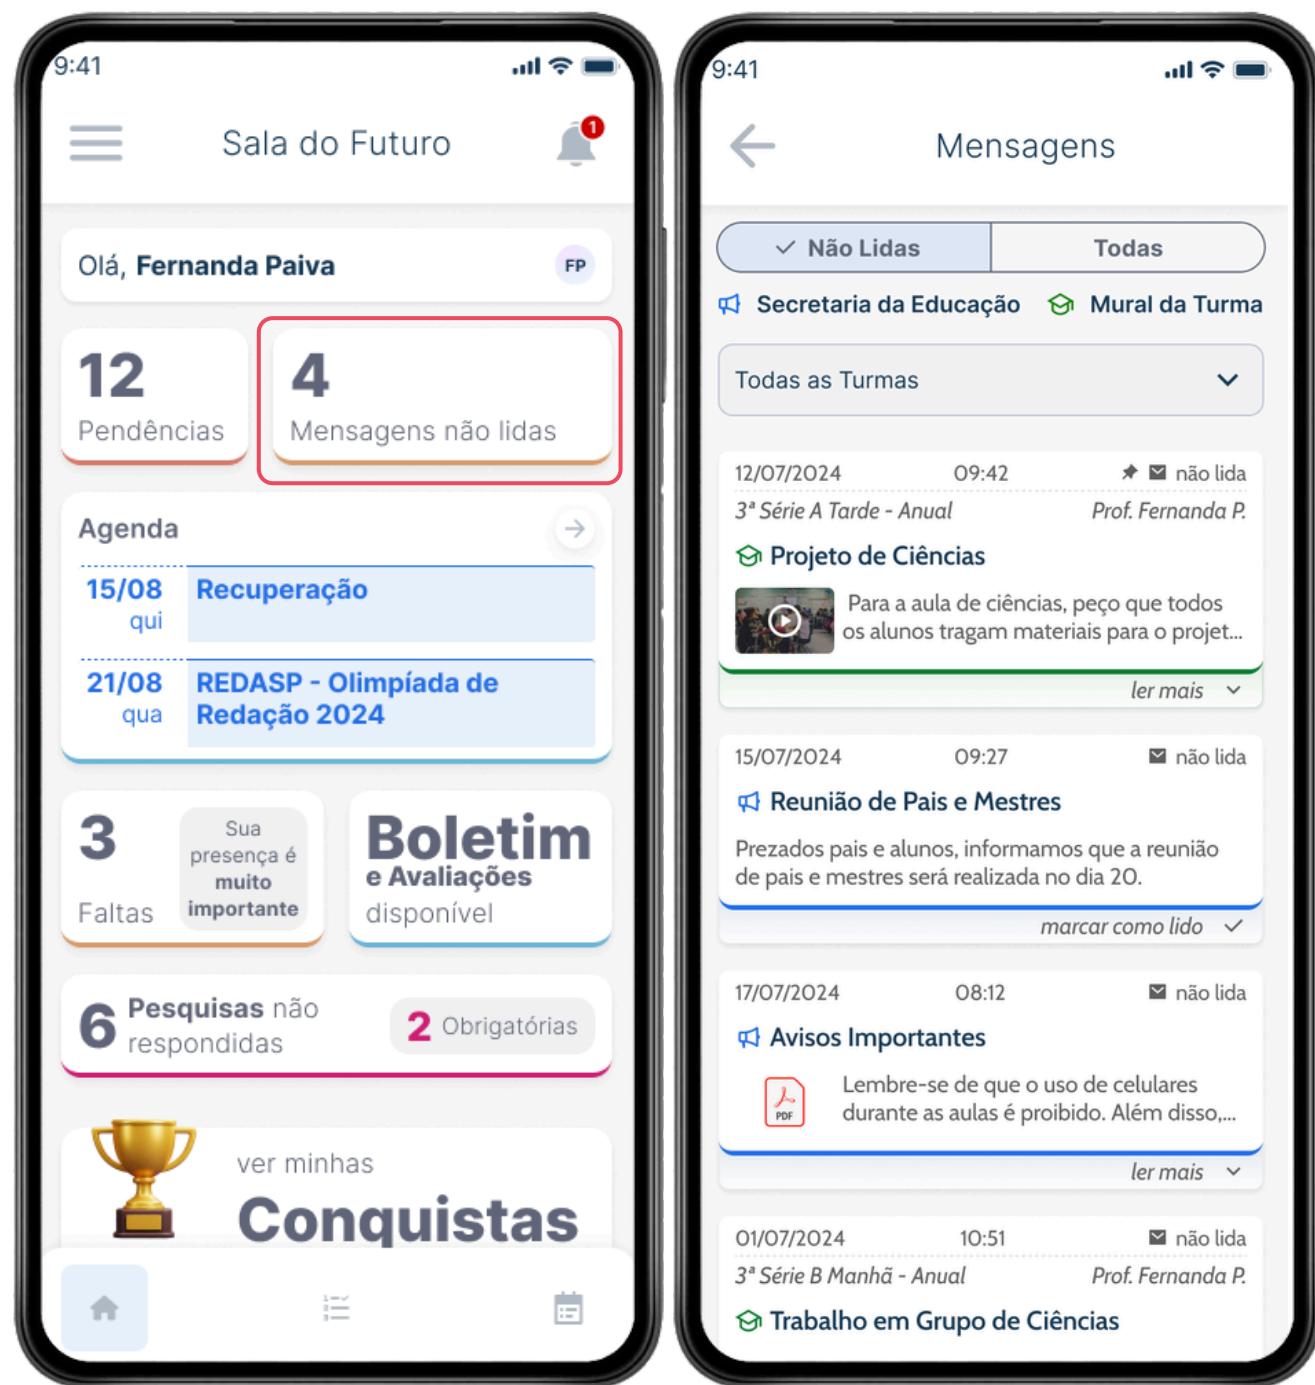 9:41
Sala do Futuro
1
Olá, Fernanda Paiva
FP
12
Pendências
4
Mensagens não lidas
Agenda
15/08
qui
Recuperação
21/08
qua
REDASP - Olimpíada de
Redação 2024
3
Faltas
Sua
presença é
muito
importante
Boletim
e Avaliações
disponível
6
Pesquisas não
respondidas
2 Obrigatórias
ver minhas
Conquistas
9:41
Mensagens
Não Lidas
Todas
Secretaria da Educação
Mural da Turma
Todas as Turmas
12/07/2024 09:42 não lida
3ª Série A Tarde - Anual Prof. Fernanda P.
Projeto de Ciências
Para a aula de ciências, peço que todos
os alunos tragam materiais para o projet...
ler mais
15/07/2024 09:27 não lida
Reunião de Pais e Mestres
Prezados pais e alunos, informamos que a reunião
de pais e mestres será realizada no dia 20.
marcar como lido
17/07/2024 08:12 não lida
Avisos Importantes
PDF
Lembre-se de que o uso de celulares
durante as aulas é proibido. Além disso,...
ler mais
01/07/2024 10:51 não lida
3ª Série B Manhã - Anual Prof. Fernanda P.
Trabalho em Grupo de Ciências